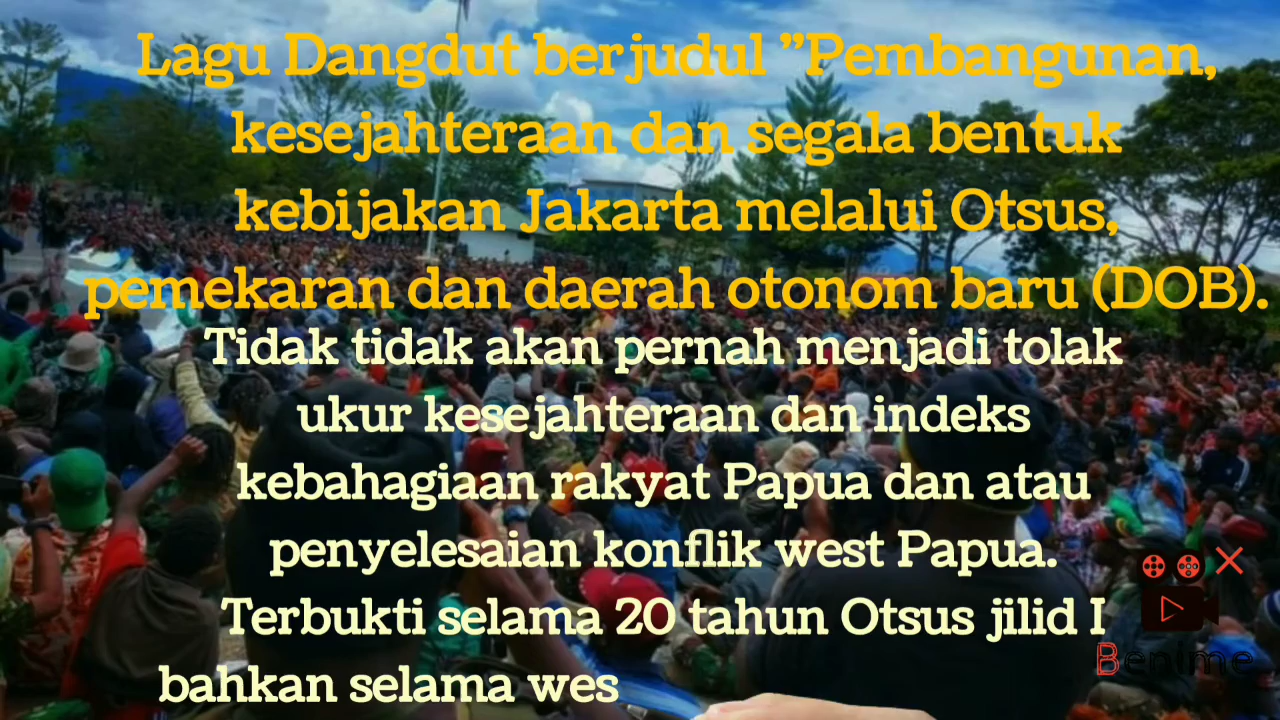 Lagu Dangdut berjudul ”Pembangunan,
kesejahteraan dan segala bentuk
kebijakan Jakarta melalui Otsus,
pemekaran dan daerah otonom baru (DOB).
Tidak tidak akan pernah menjadi tolak
ukur kesejahteraan dan indeks
kebahagiaan rakyat Papua dan atau
penyelesaian konflik west Papua.
Terbukti selama 20 tahun Otsus jilid I
bahkan selama wes
Benime